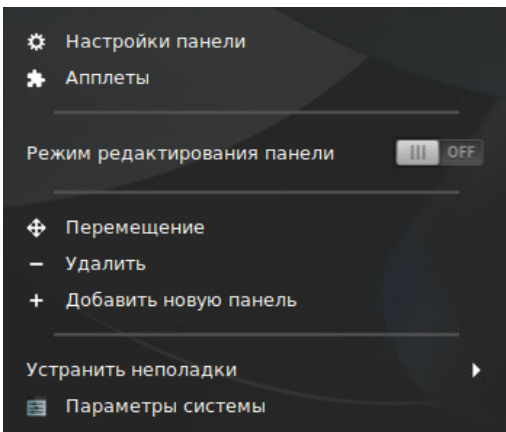 Настройки панели
Апплеты
Режим редактирования панели OFF
Перемещение
Удалить
Добавить новую панель
Устранить неполадки
Параметры системы